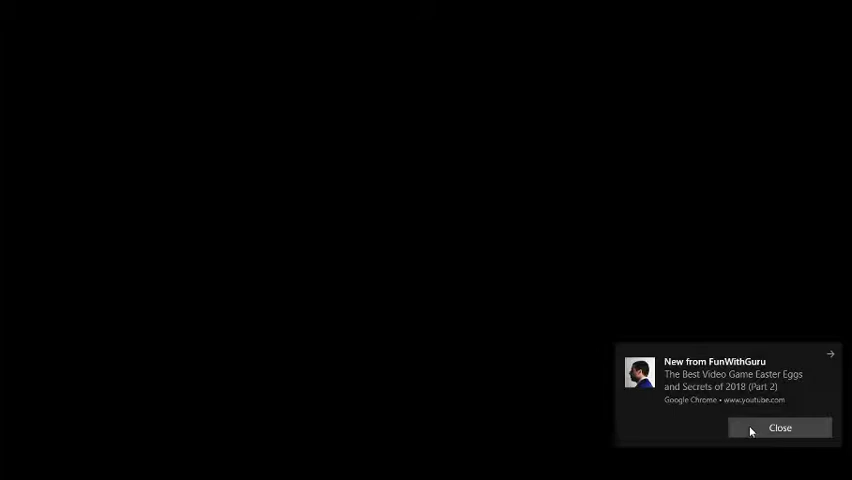 New from FunWithGuru
The Best Video Game Easter Eggs
and Secrets of 2018 (Part 2)
Google Chrome • www.youtube.com
Close